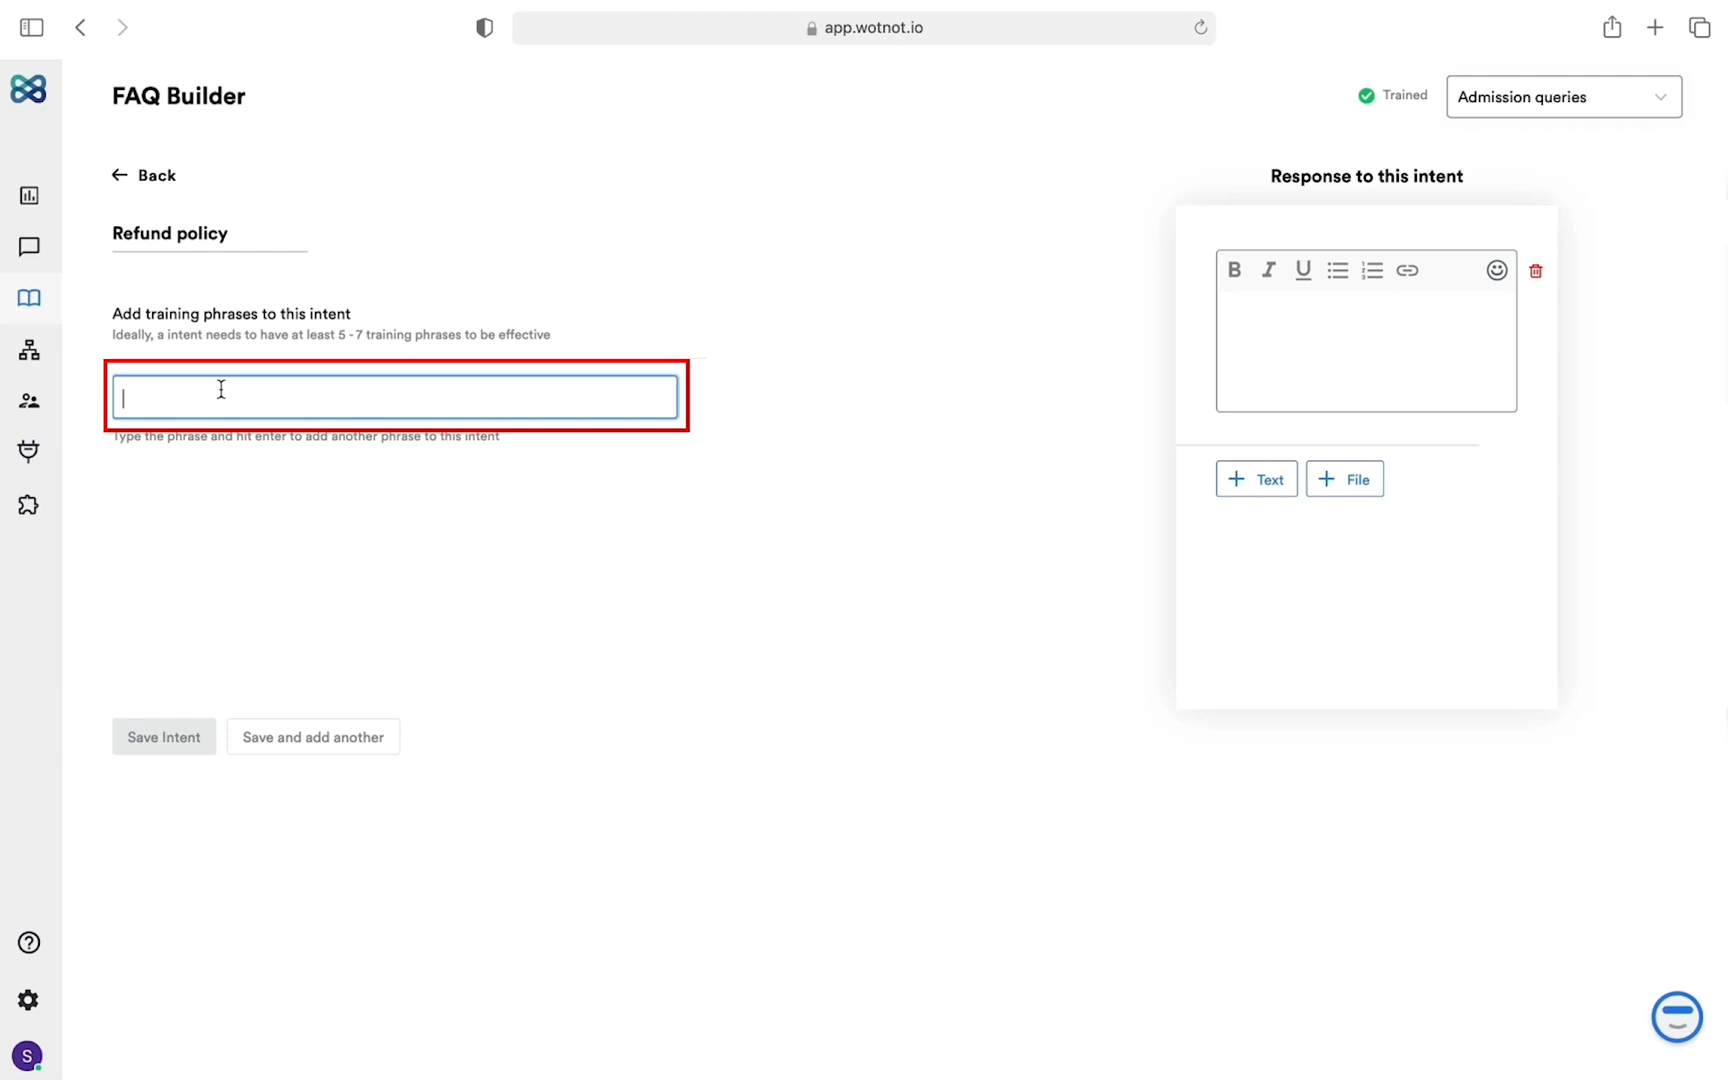 app.wotnot.io
FAQ Builder
Trained
Admission queries
Back
Response to this intent
Refund policy
Add training phrases to this intent
Ideally, a intent needs to have at least 5 - 7 training phrases to be effective
Type the phrase and hit enter to add another phrase to this intent
B I U
Text
File
Save Intent
Save and add another
S